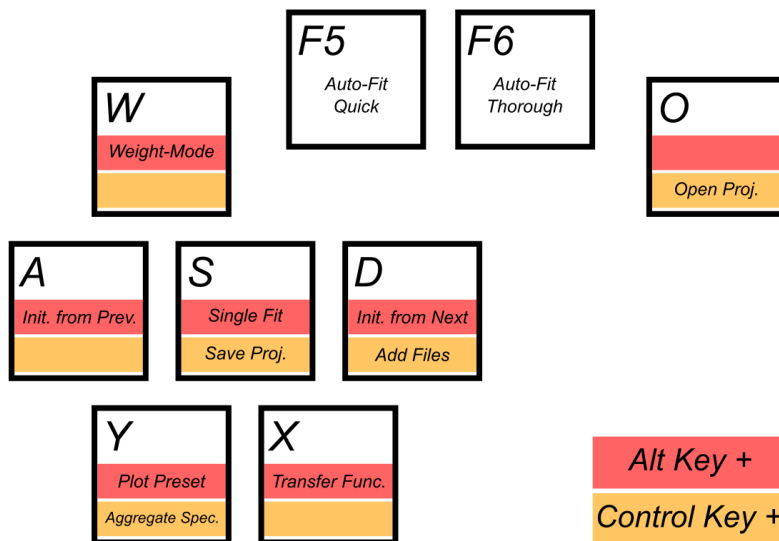 F5
Auto-Fit
Quick
F6
Auto-Fit
Thorough
W
Weight-Mode
O
Open Proj.
A
Init. from Prev.
S
Single Fit
Save Proj.
D
Init. from Next
Add Files
Y
Plot Preset
Aggregate Spec.
X
Transfer Func.
Alt Key +
Control Key +